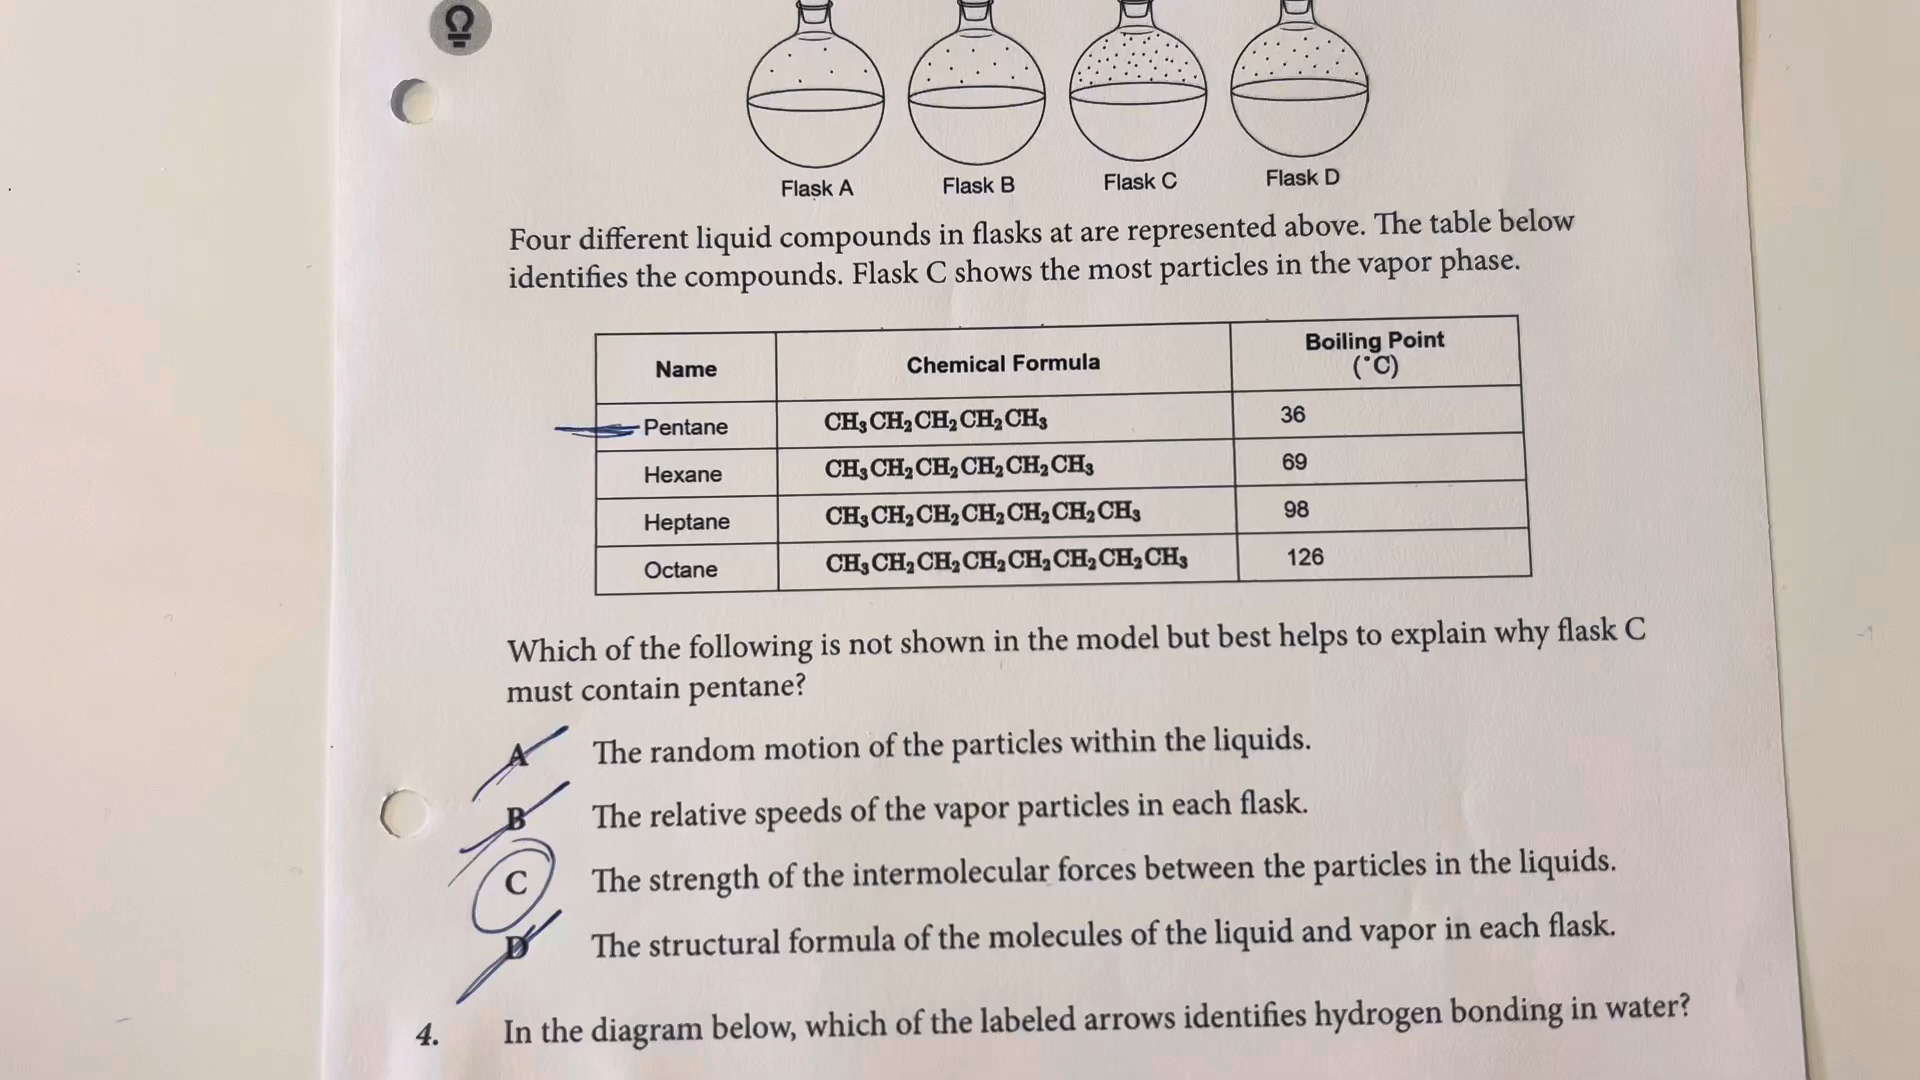 Flask A Flask B Flask C Flask D
Four different liquid compounds in flasks at are represented above. The table below
identifies the compounds. Flask C shows the most particles in the vapor phase.
Name Chemical Formula Boiling Point (°C)
Pentane CH₃CH₂CH₂CH₂CH₃ 36
Hexane CH₃CH₂CH₂CH₂CH₂CH₃ 69
Heptane CH₃CH₂CH₂CH₂CH₂CH₂CH₃ 98
Octane CH₃CH₂CH₂CH₂CH₂CH₂CH₂CH₃ 126
Which of the following is not shown in the model but best helps to explain why flask C
must contain pentane?
A The random motion of the particles within the liquids.
B The relative speeds of the vapor particles in each flask.
C The strength of the intermolecular forces between the particles in the liquids.
D The structural formula of the molecules of the liquid and vapor in each flask.
4. In the diagram below, which of the labeled arrows identifies hydrogen bonding in water?